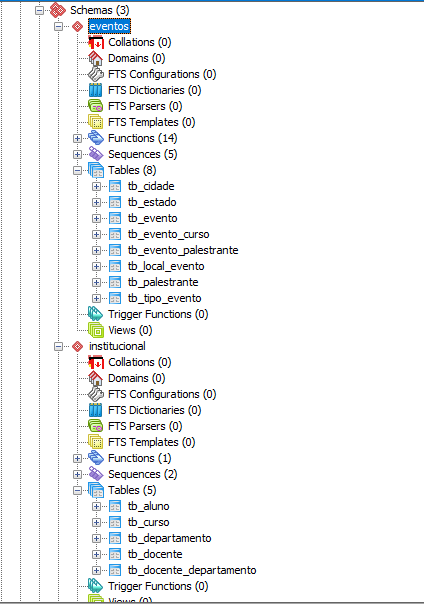 Schemas (3)
eventos
Collations (0)
Domains (0)
FTS Configurations (0)
FTS Dictionaries (0)
FTS Parsers (0)
FTS Templates (0)
Functions (14)
Sequences (5)
Tables (8)
tb_cidade
tb_estado
tb_evento
tb_evento_curso
tb_evento_palestrante
tb_local_evento
tb_palestrante
tb_tipo_evento
Trigger Functions (0)
Views (0)
institucional
Collations (0)
Domains (0)
FTS Configurations (0)
FTS Dictionaries (0)
FTS Parsers (0)
FTS Templates (0)
Functions (1)
Sequences (2)
Tables (5)
tb_aluno
tb_curso
tb_departamento
tb_docente
tb_docente_departamento
Trigger Functions (0)
Views (0)